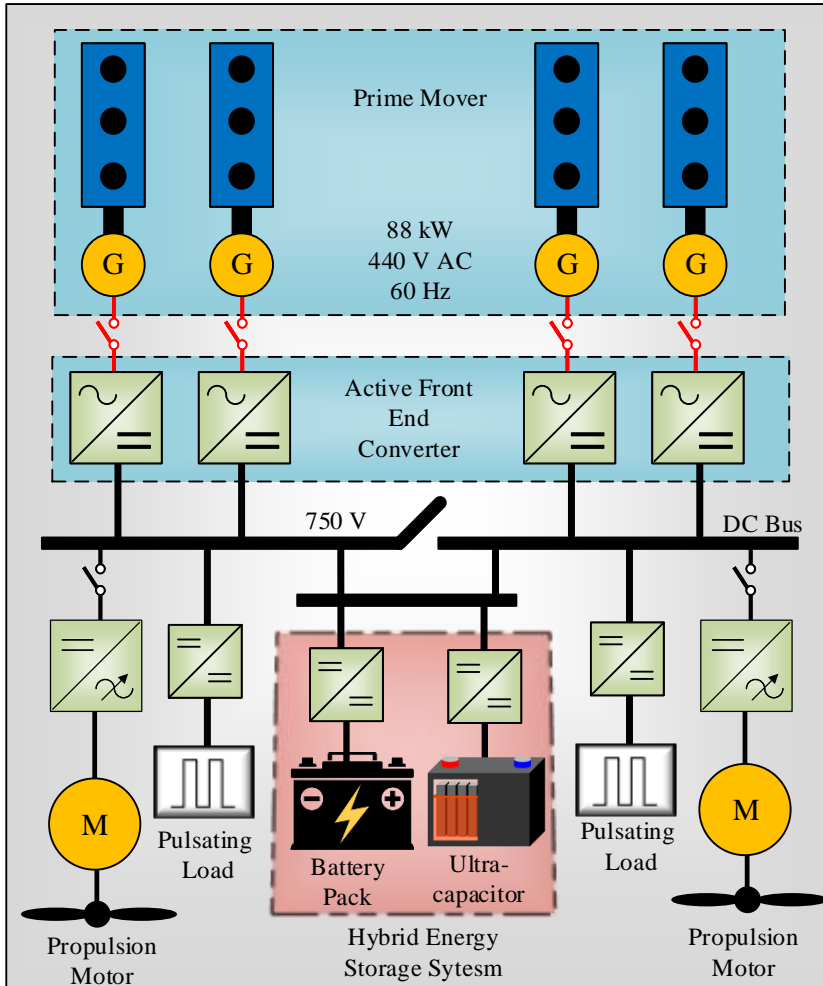 Prime Mover
88 kW
440 V AC
60 Hz
G
G
G
G
Active Front
End
Converter
750 V
DC Bus
M
Pulsating
Load
Propulsion
Motor
Battery
Pack
Ultra-
capacitor
Hybrid Energy
Storage Sytesm
Pulsating
Load
M
Propulsion
Motor